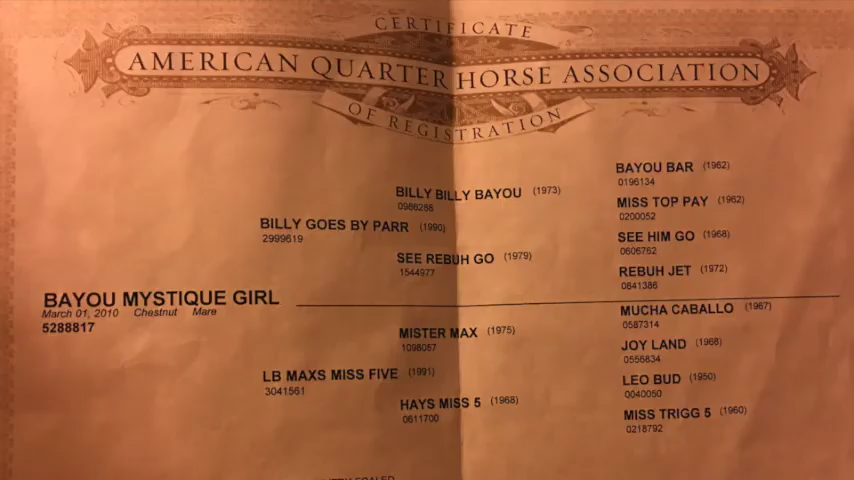 CERTIFICATE
AMERICAN QUARTER HORSE ASSOCIATION
OF REGISTRATION
BAYOU BAR (1962)
0196134
BILLY BILLY BAYOU (1973)
0986288
MISS TOP PAY (1962)
0200052
BILLY GOES BY PARR (1990)
2999619
SEE HIM GO (1968)
0606762
SEE REBUH GO (1979)
1544977
REBUH JET (1972)
0841386
BAYOU MYSTIQUE GIRL
March 01, 2010 Chestnut Mare
5288817
MUCHA CABALLO (1967)
0587314
MISTER MAX (1975)
1098067
JOY LAND (1968)
0556834
LB MAXS MISS FIVE (1991)
3041561
LEO BUD (1950)
0040050
HAYS MISS 5 (1968)
0611700
MISS TRIGG 5 (1960)
0218792